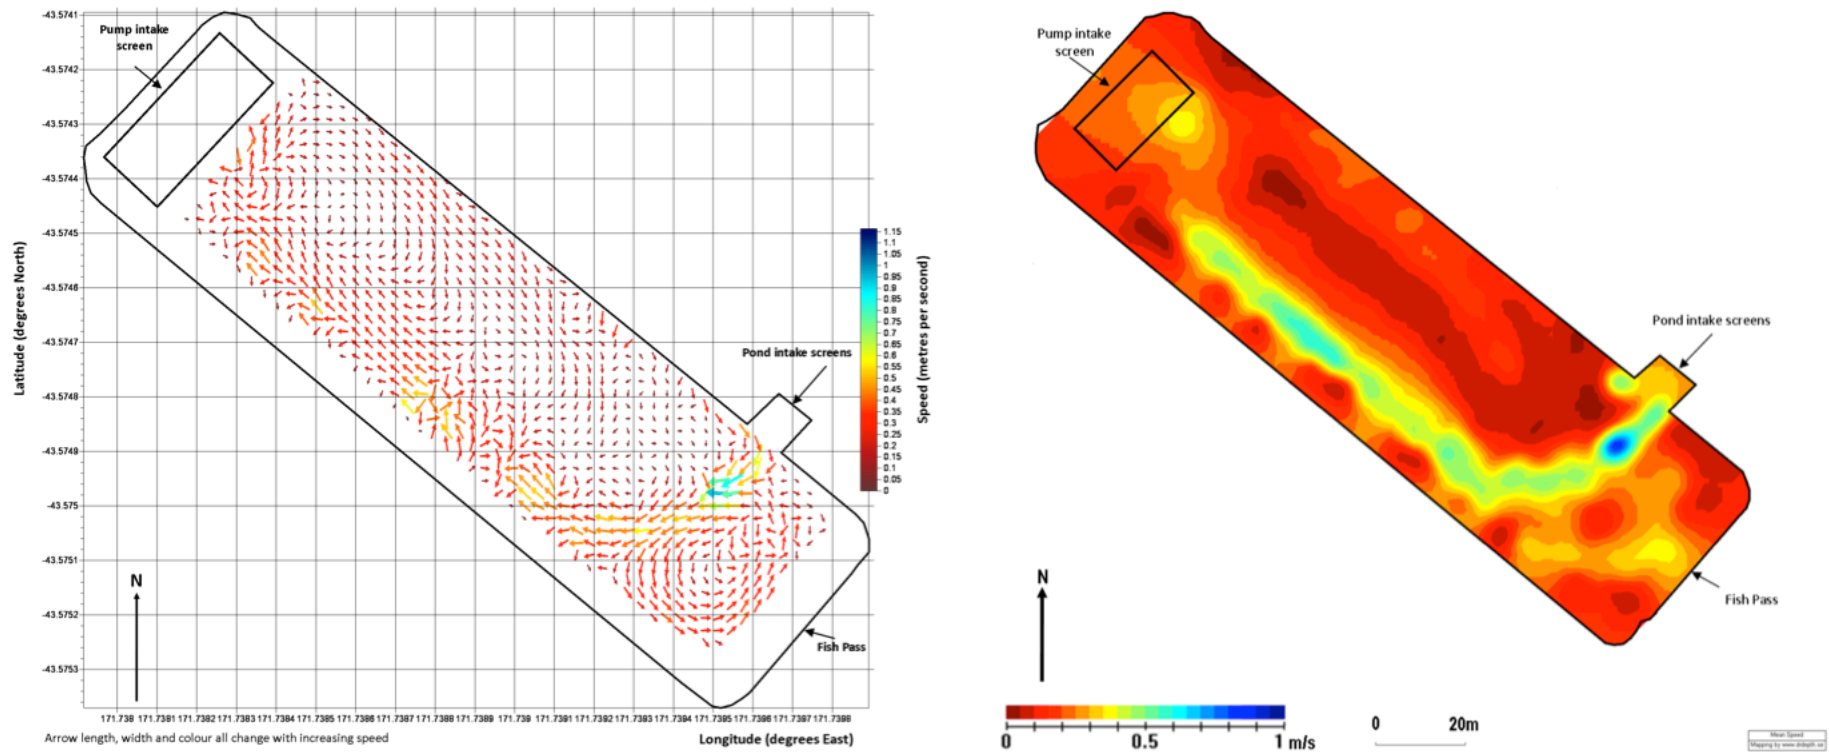 Pump intake
screen
-43.5741
-43.5742
-43.5743
-43.5744
-43.5745
-43.5746
-43.5747
-43.5748
-43.5749
-43.575
-43.5751
-43.5752
-43.5753
Latitude (degrees North)
Pond intake screens
Fish Pass
N
1.15
1.1
1.05
1
0.95
0.9
0.85
0.8
0.75
0.7
0.65
0.6
0.55
0.5
0.45
0.4
0.35
0.3
0.25
0.2
0.15
0.1
0.05
0
Speed (metres per second)
171.738 171.7381 171.7382 171.7383 171.7384 171.7385 171.7386 171.7387 171.7388 171.7389 171.739 171.7391 171.7392 171.7393 171.7394 171.7395 171.7396 171.7397 171.7398
Arrow length, width and colour all change with increasing speed
Longitude (degrees East)
Pump intake
screen
Pond intake screens
Fish Pass
N
0 0.5 1 m/s
0 20m
Mean Speed
Mapping by www.drdepth.se